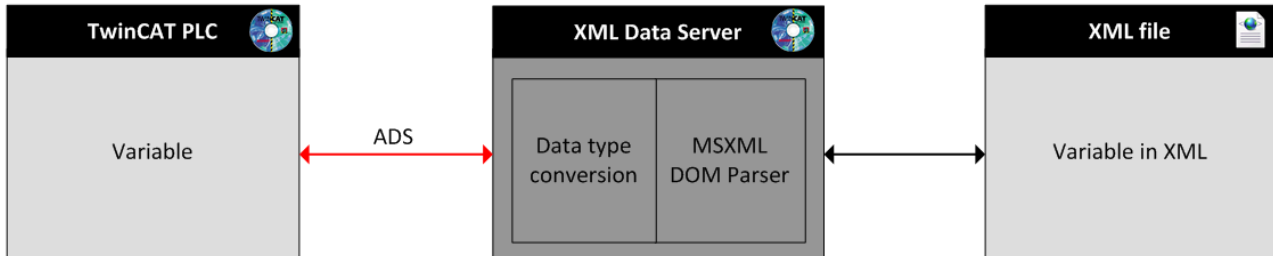 TwinCAT PLC
XML Data Server
XML file
Variable
ADS
Data type
conversion
MSXML
DOM Parser
Variable in XML